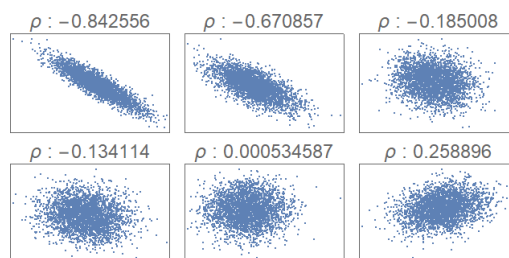 ρ : −0.842556
ρ : −0.670857
ρ : −0.185008
ρ : −0.134114
ρ : 0.000534587
ρ : 0.258896